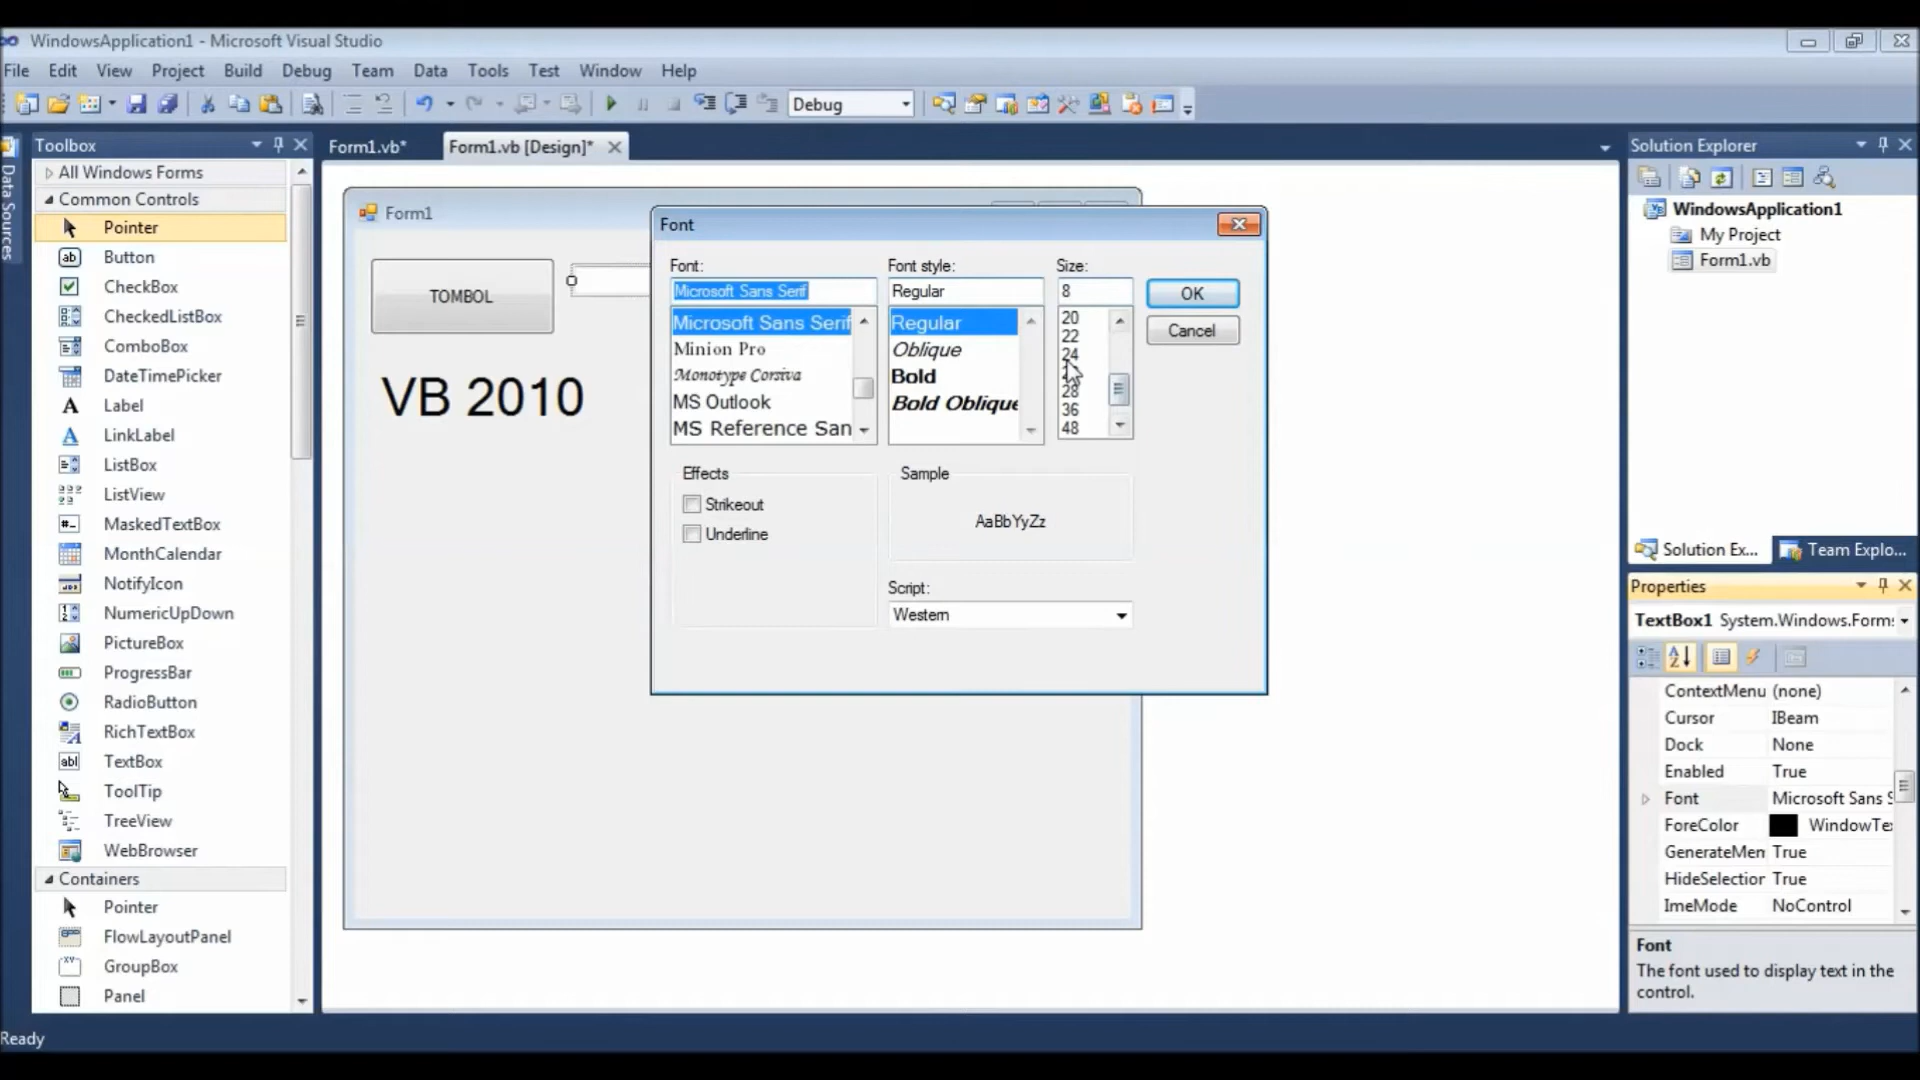 WindowsApplication1 - Microsoft Visual Studio
File Edit View Project Build Debug Team Data Tools Test Window Help
Debug
Data Sources
Toolbox
All Windows Forms
Common Controls
Pointer
Button
CheckBox
CheckedListBox
ComboBox
DateTimePicker
Label
LinkLabel
ListBox
ListView
MaskedTextBox
MonthCalendar
NotifyIcon
NumericUpDown
PictureBox
ProgressBar
RadioButton
RichTextBox
TextBox
ToolTip
TreeView
WebBrowser
Containers
Pointer
FlowLayoutPanel
GroupBox
Panel
Form1.vb* Form1.vb [Design]*
Form1
TOMBOL
VB 2010
Font
Font:
Microsoft Sans Serif
Microsoft Sans Serif
Minion Pro
Monotype Corsiva
MS Outlook
MS Reference San
Font style:
Regular
Regular
Oblique
Bold
Bold Oblique
Size:
8
20
22
24
28
36
48
OK
Cancel
Effects
Strikeout
Underline
Sample
AaBbYyZz
Script:
Western
Solution Explorer
WindowsApplication1
My Project
Form1.vb
Solution Ex... Team Explo...
Properties
TextBox1 System.Windows.Forms
ContextMenu (none)
Cursor IBeam
Dock None
Enabled True
Font Microsoft Sans S
ForeColor WindowTex
GenerateMem True
HideSelection True
ImeMode NoControl
Font
The font used to display text in the
control.
Ready